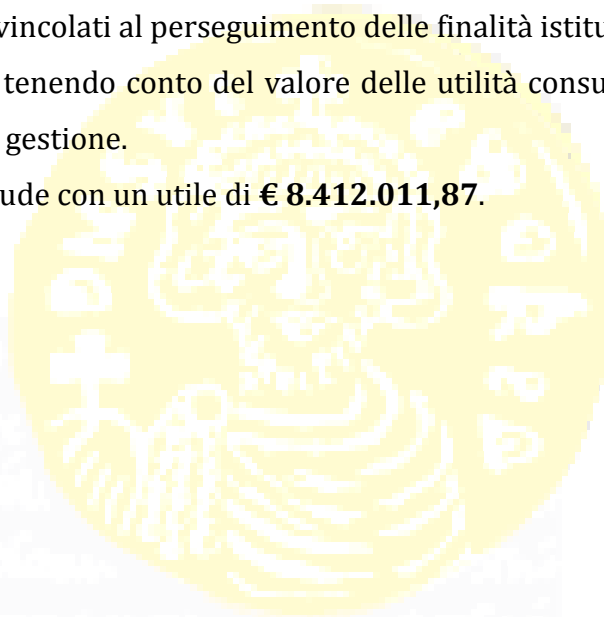 vincolati al perseguimento delle finalità istitu
tenendo conto del valore delle utilità consu
gestione.
ude con un utile di € 8.412.011,87.